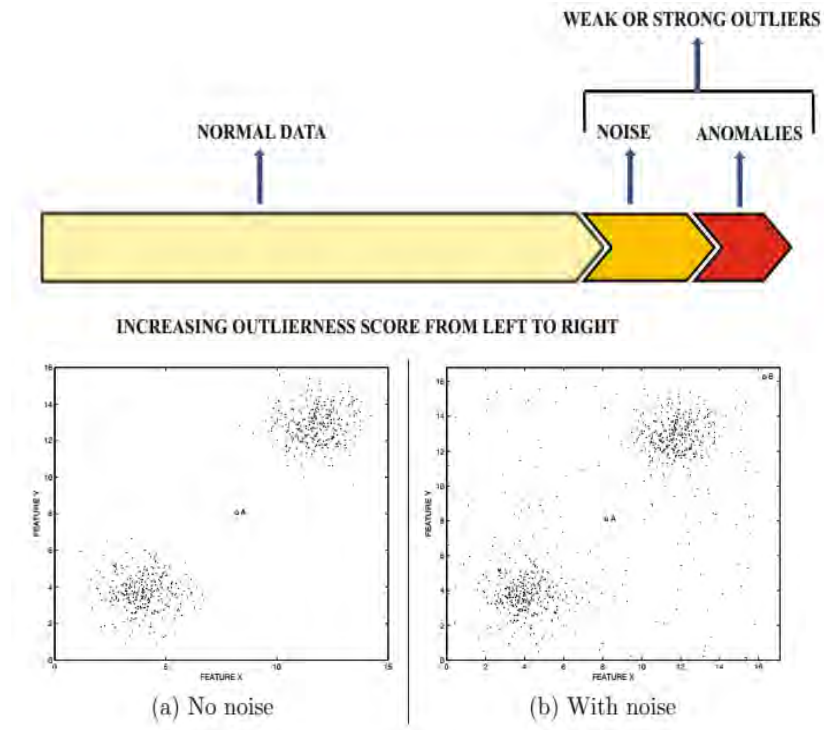 WEAK OR STRONG OUTLIERS
NORMAL DATA
NOISE
ANOMALIES
INCREASING OUTLIERNESS SCORE FROM LEFT TO RIGHT
16
14
12
10
8
6
4
2
0
FEATURE Y
A
0
5
10
15
FEATURE X
(a) No noise
16
14
12
10
8
6
4
2
0
FEATURE Y
B
A
0
2
4
6
8
10
12
14
16
FEATURE X
(b) With noise